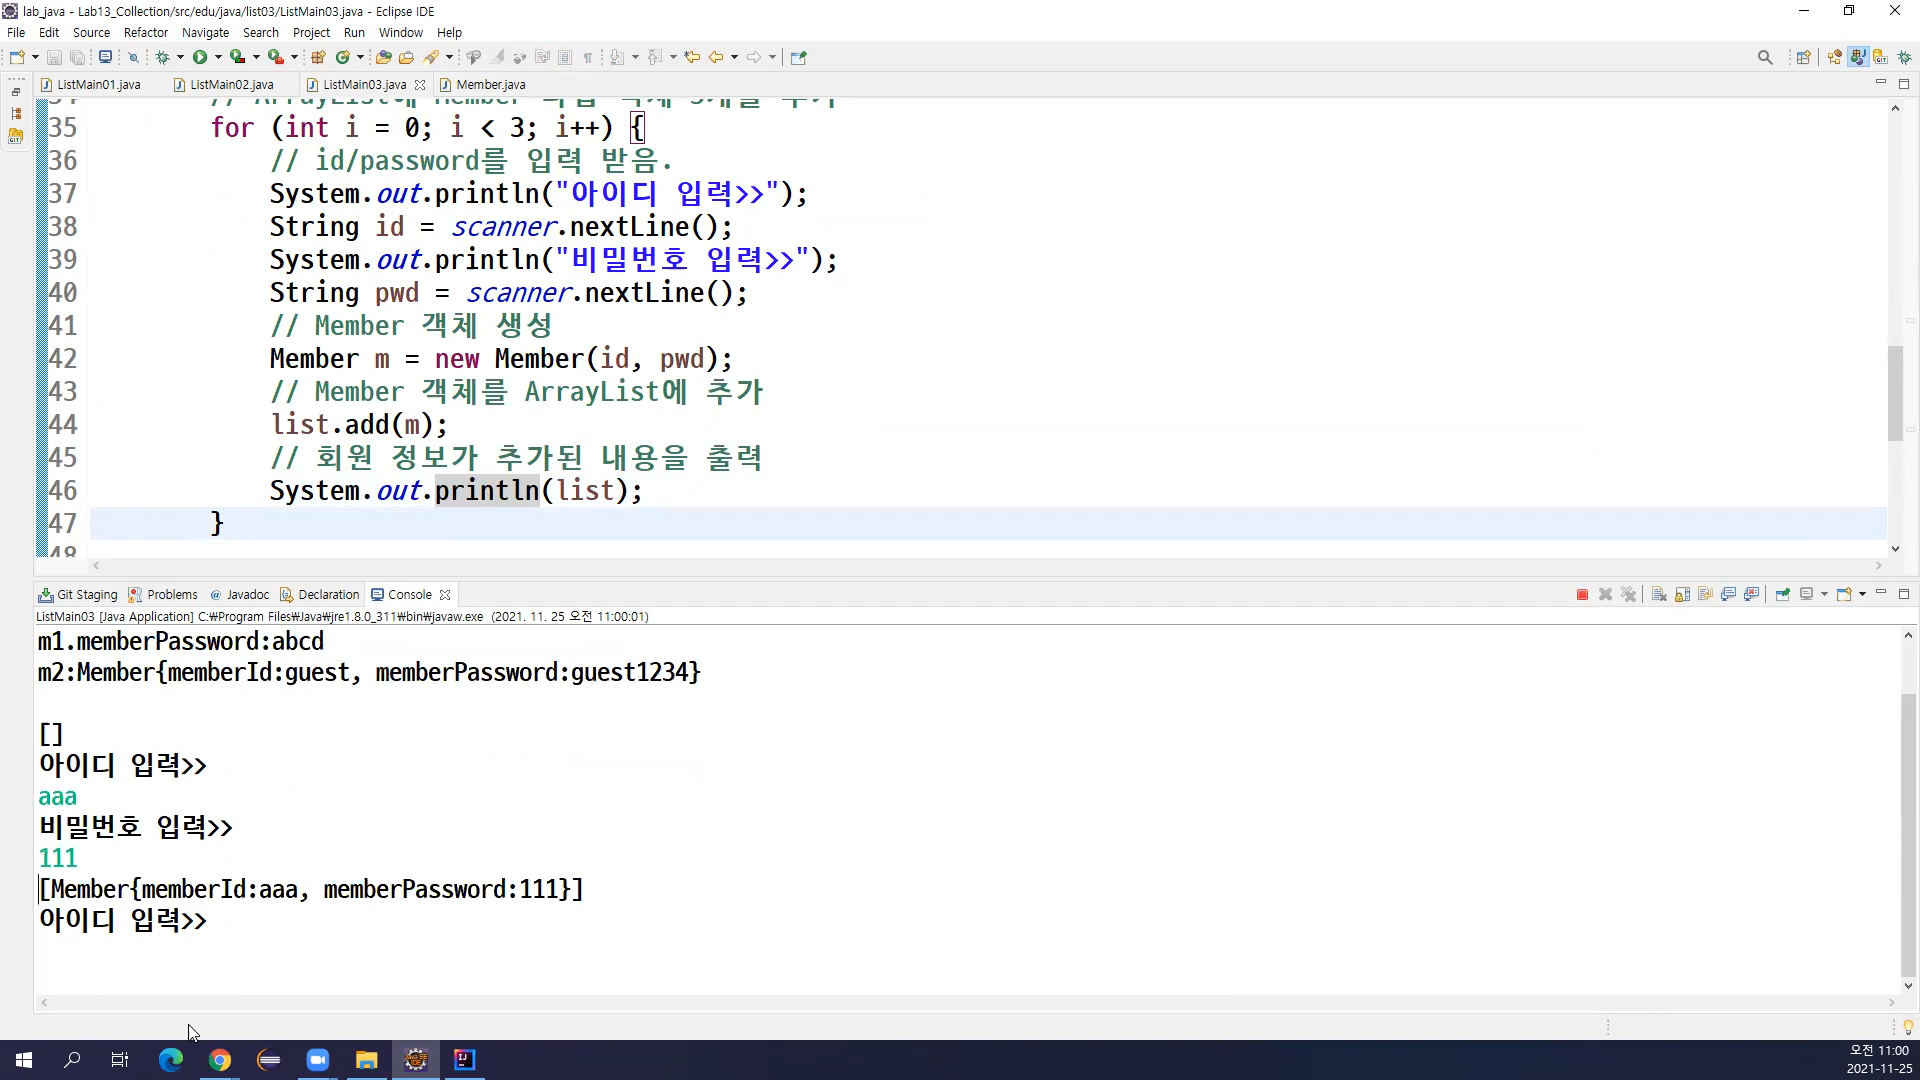 lab_java - Lab13_Collection/src/edu/java/list03/ListMain03.java - Eclipse IDE
File Edit Source Refactor Navigate Search Project Run Window Help
ListMain01.java ListMain02.java ListMain03.java Member.java
35 for (int i = 0; i < 3; i++) {
36 // id/password를 입력 받음.
37 System.out.println("아이디 입력>>");
38 String id = scanner.nextLine();
39 System.out.println("비밀번호 입력>>");
40 String pwd = scanner.nextLine();
41 // Member 객체 생성
42 Member m = new Member(id, pwd);
43 // Member 객체를 ArrayList에 추가
44 list.add(m);
45 // 회원 정보가 추가된 내용을 출력
46 System.out.println(list);
47 }
48
Git Staging Problems @ Javadoc Declaration Console
ListMain03 [Java Application] C:₩Program Files₩Java₩jre1.8.0_311₩bin₩javaw.exe (2021. 11. 25 오전 11:00:01)
m1.memberPassword:abcd
m2:Member{memberId:guest, memberPassword:guest1234}
[]
아이디 입력>>
aaa
비밀번호 입력>>
111
[Member{memberId:aaa, memberPassword:111}]
아이디 입력>>
오전 11:00
2021-11-25